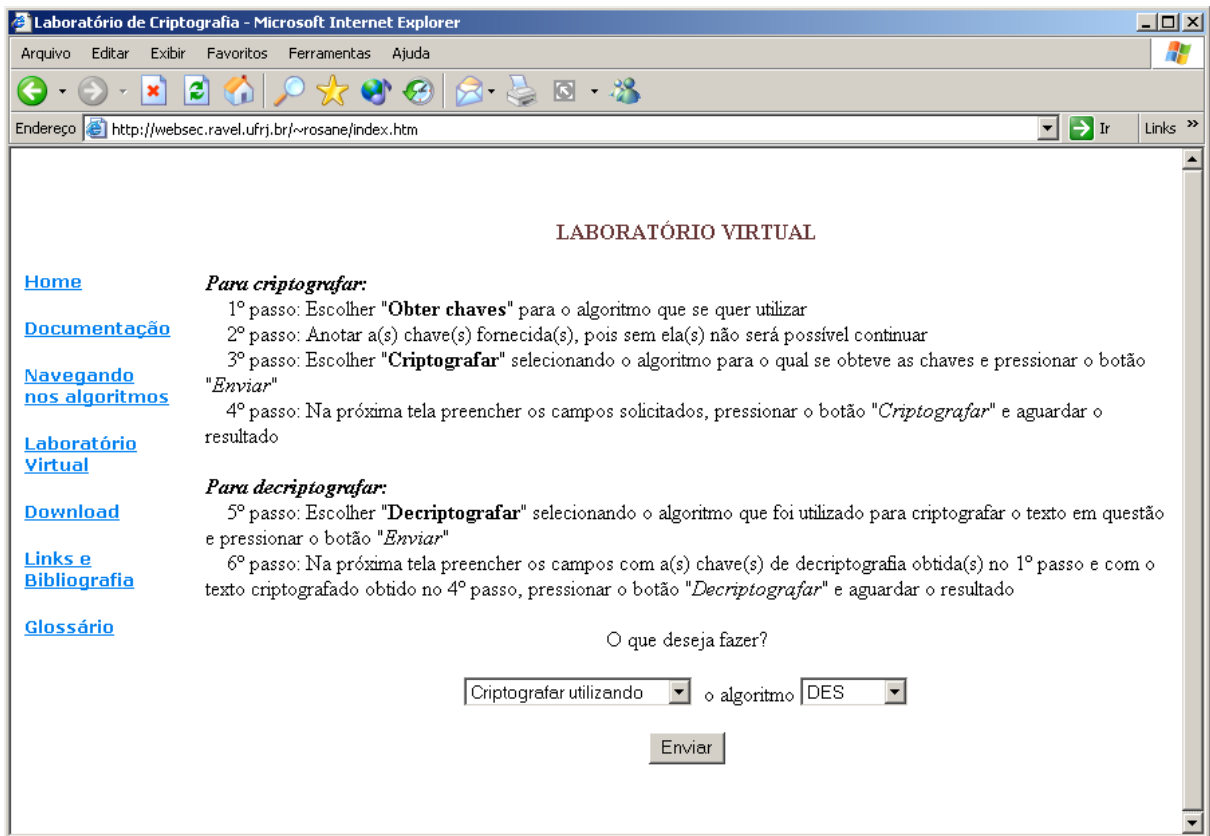 Laboratório de Criptografia - Microsoft Internet Explorer
Arquivo Editar Exibir Favoritos Ferramentas Ajuda
Endereço http://websec.ravel.ufrj.br/~rosane/index.htm Ir Links »
LABORATÓRIO VIRTUAL
Home
Documentação
Navegando
nos algoritmos
Laboratório
Virtual
Download
Links e
Bibliografia
Glossário
Para criptografar:
1º passo: Escolher "Obter chaves" para o algoritmo que se quer utilizar
2º passo: Anotar a(s) chave(s) fornecida(s), pois sem ela(s) não será possível continuar
3º passo: Escolher "Criptografar" selecionando o algoritmo para o qual se obteve as chaves e pressionar o botão
"Enviar"
4º passo: Na próxima tela preencher os campos solicitados, pressionar o botão "Criptografar" e aguardar o
resultado
Para decriptografar:
5º passo: Escolher "Decriptografar" selecionando o algoritmo que foi utilizado para criptografar o texto em questão
e pressionar o botão "Enviar"
6º passo: Na próxima tela preencher os campos com a(s) chave(s) de decriptografia obtida(s) no 1º passo e com o
texto criptografado obtido no 4º passo, pressionar o botão "Decriptografar" e aguardar o resultado
O que deseja fazer?
Criptografar utilizando o algoritmo DES
Enviar